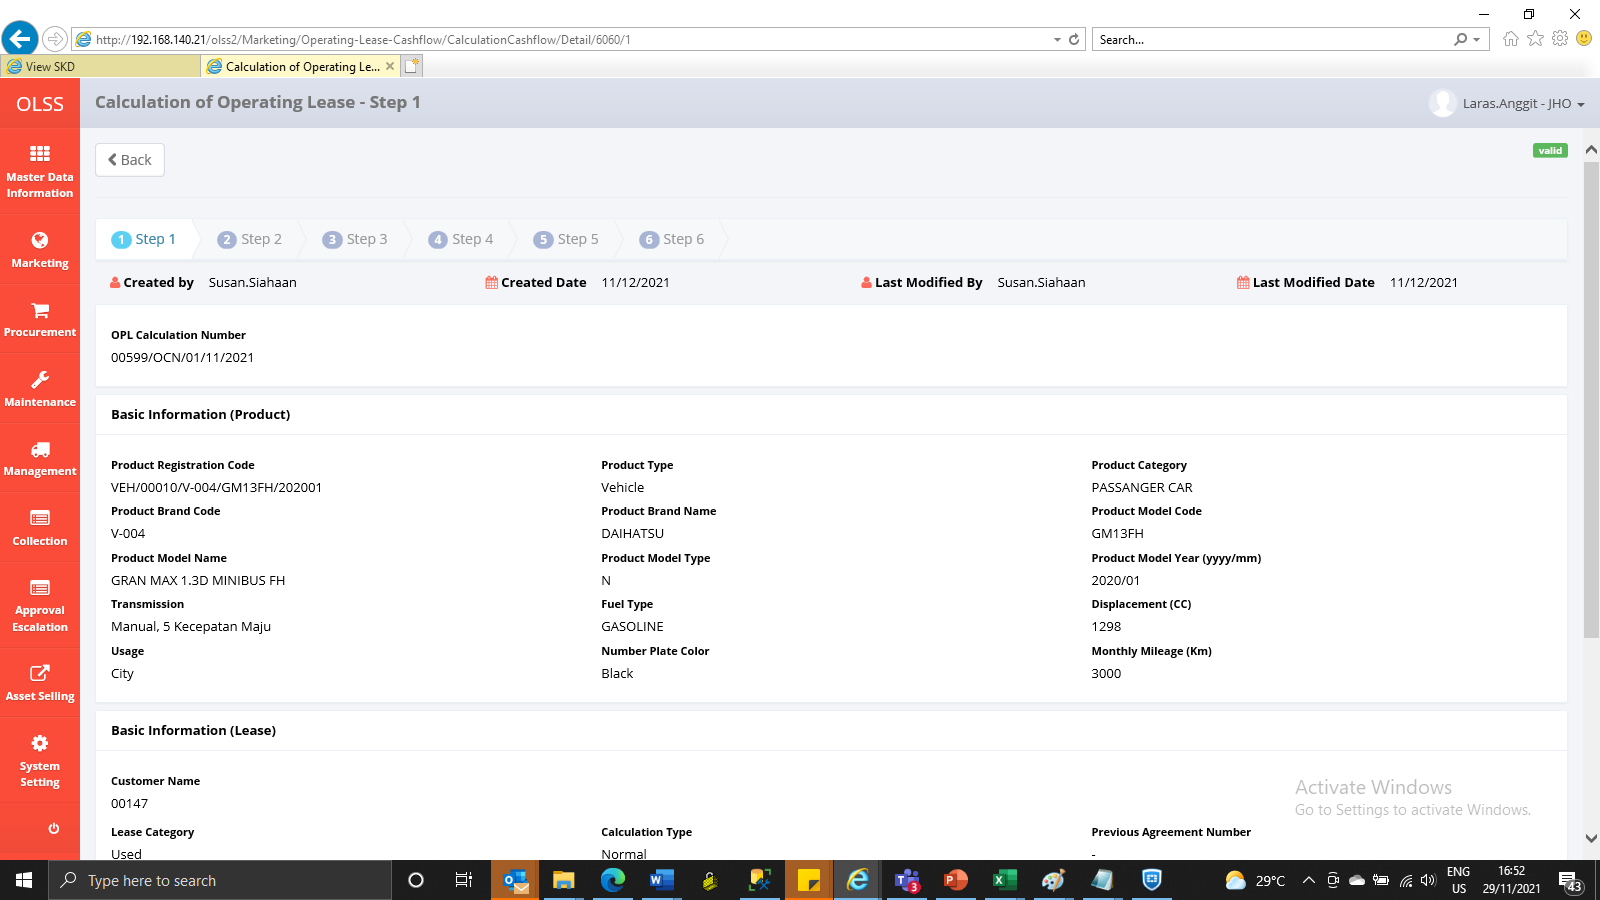 http://192.168.140.21/olss2/Marketing/Operating-Lease-Cashflow/CalculationCashflow/Detail/6060/1
Search...
View SKD
Calculation of Operating Le...
OLSS
Calculation of Operating Lease - Step 1
Laras.Anggit - JHO
Back
valid
Master Data
Information
Marketing
Procurement
Maintenance
Management
Collection
Approval
Escalation
Asset Selling
System
Setting
1 Step 1
2 Step 2
3 Step 3
4 Step 4
5 Step 5
6 Step 6
Created by Susan.Siahaan
Created Date 11/12/2021
Last Modified By Susan.Siahaan
Last Modified Date 11/12/2021
OPL Calculation Number
00599/OCN/01/11/2021
Basic Information (Product)
Product Registration Code Product Type Product Category
VEH/00010/V-004/GM13FH/202001 Vehicle PASSANGER CAR
Product Brand Code Product Brand Name Product Model Code
V-004 DAIHATSU GM13FH
Product Model Name Product Model Type Product Model Year (yyyy/mm)
GRAN MAX 1.3D MINIBUS FH N 2020/01
Transmission Fuel Type Displacement (CC)
Manual, 5 Kecepatan Maju GASOLINE 1298
Usage Number Plate Color Monthly Mileage (Km)
City Black 3000
Basic Information (Lease)
Customer Name
00147
Lease Category Calculation Type Previous Agreement Number
Used Normal -
Activate Windows
Go to Settings to activate Windows.
Type here to search
3
29°C
ENG
US
16:52
29/11/2021
43